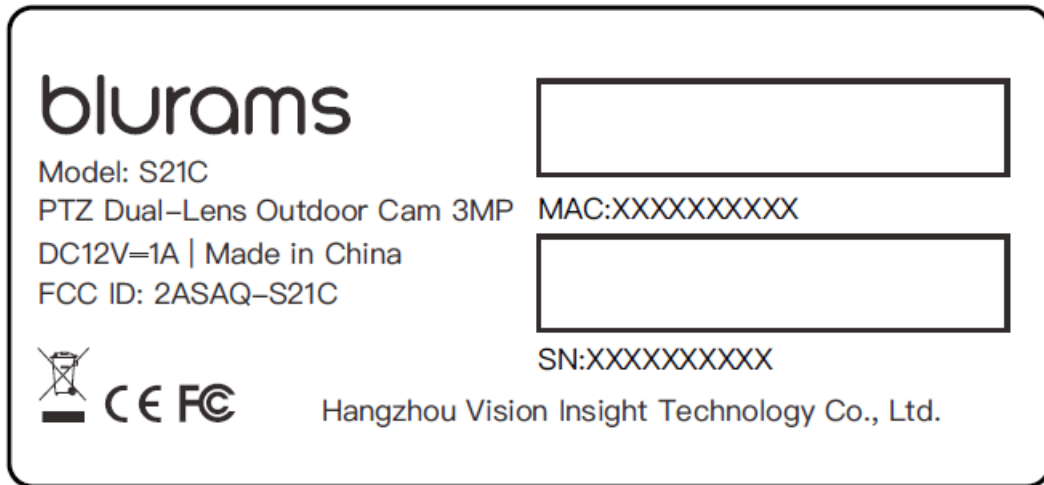 blurams
Model: S21C
PTZ Dual-Lens Outdoor Cam 3MP
DC12V⎓1A | Made in China
FCC ID: 2ASAQ-S21C
MAC:XXXXXXXXXX
SN:XXXXXXXXXX
CE FC
Hangzhou Vision Insight Technology Co., Ltd.